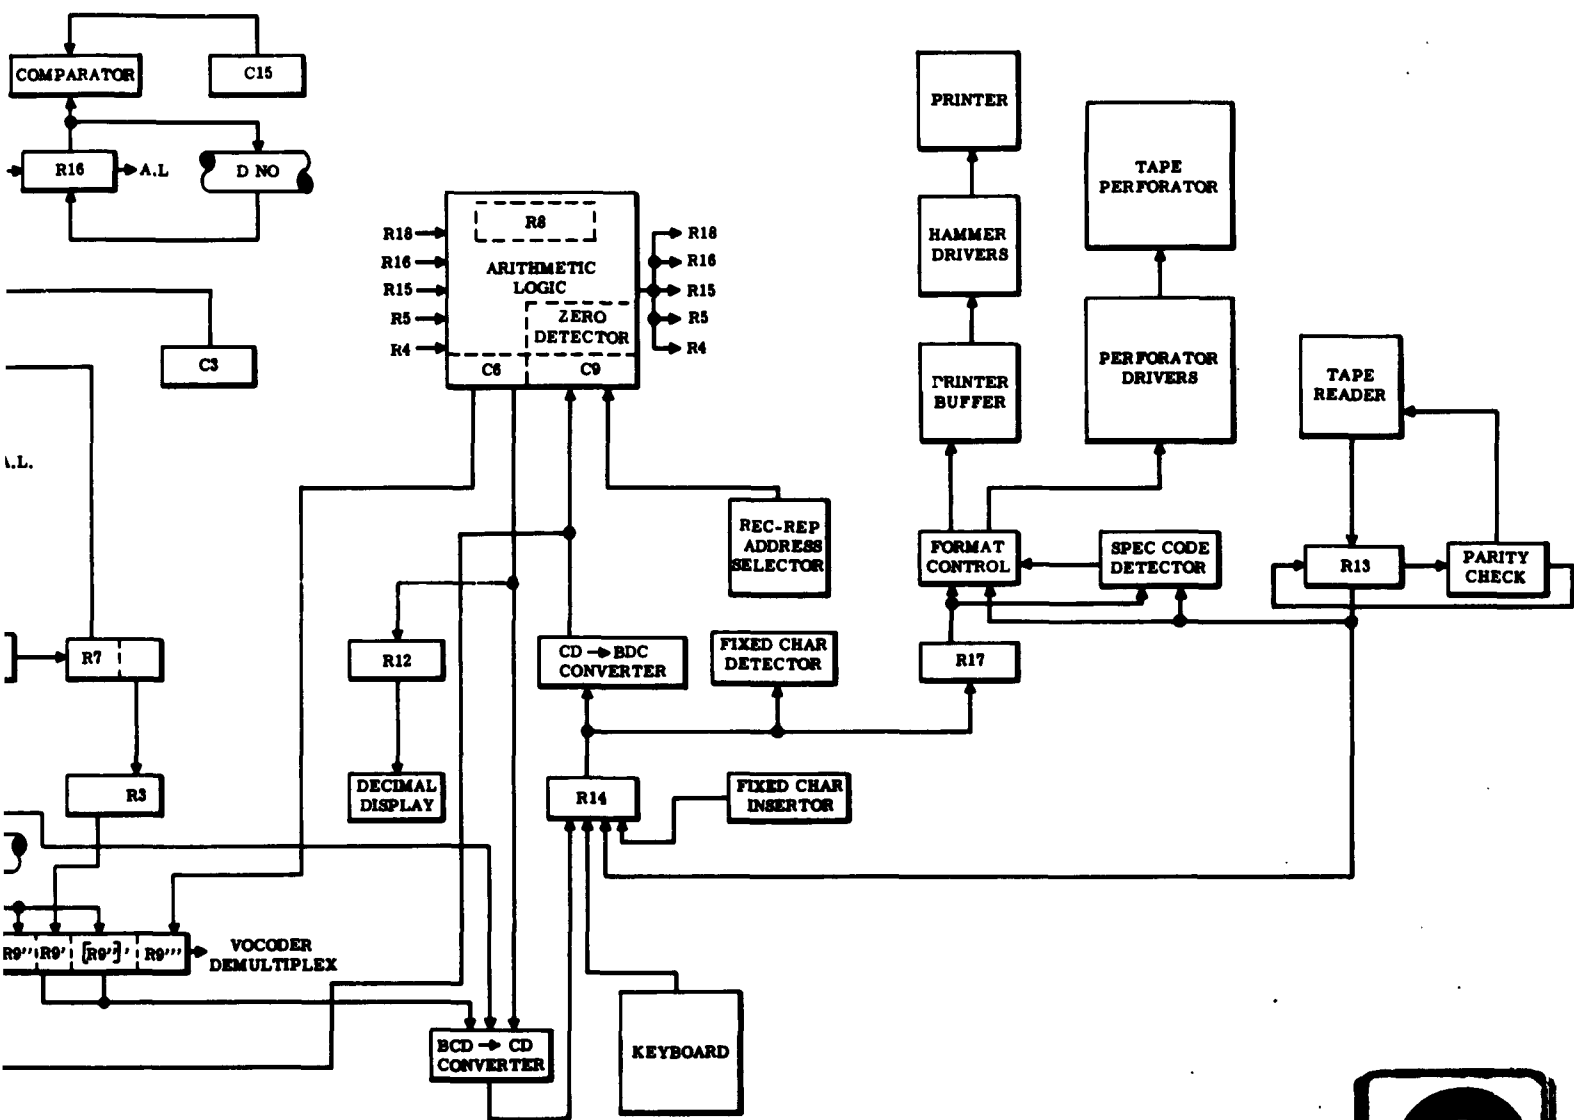 COMPARATOR
C15
R16
A.L
D NO
C3
A.L.
R7
R3
R9'' R9' [R9'']' R9'''
VOCODER
DEMULTIPLEX
R8
ARITHMETIC
LOGIC
ZERO
DETECTOR
C6
C9
R18
R16
R15
R5
R4
R18
R16
R15
R5
R4
REC-REP
ADDRESS
SELECTOR
R12
DECIMAL
DISPLAY
CD → BDC
CONVERTER
FIXED CHAR
DETECTOR
R14
FIXED CHAR
INSERTOR
BCD → CD
CONVERTER
KEYBOARD
PRINTER
HAMMER
DRIVERS
PRINTER
BUFFER
FORMAT
CONTROL
R17
TAPE
PERFORATOR
PERFORATOR
DRIVERS
SPEC CODE
DETECTOR
TAPE
READER
R13
PARITY
CHECK